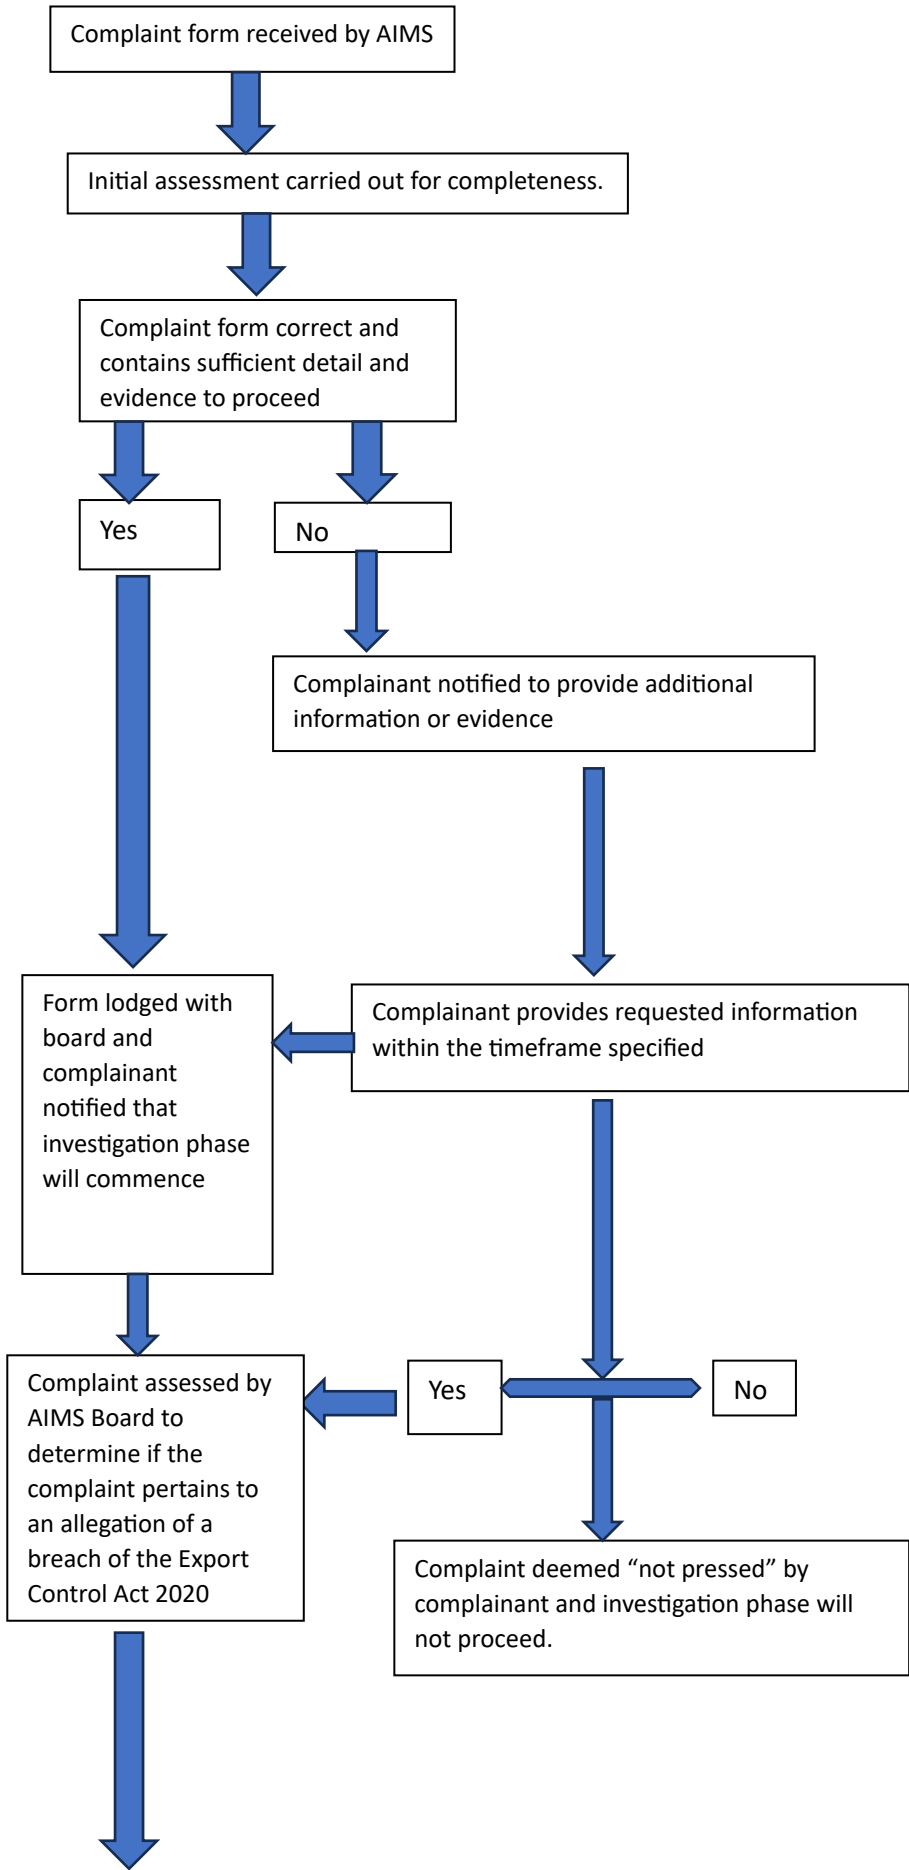 Complaint form received by AIMS
Initial assessment carried out for completeness.
Complaint form correct and
contains sufficient detail and
evidence to proceed
Yes
No
Complainant notified to provide additional
information or evidence
Form lodged with
board and
complainant
notified that
investigation phase
will commence
Complainant provides requested information
within the timeframe specified
Complaint assessed by
AIMS Board to
determine if the
complaint pertains to
an allegation of a
breach of the Export
Control Act 2020
Yes
No
Complaint deemed “not pressed” by
complainant and investigation phase will
not proceed.